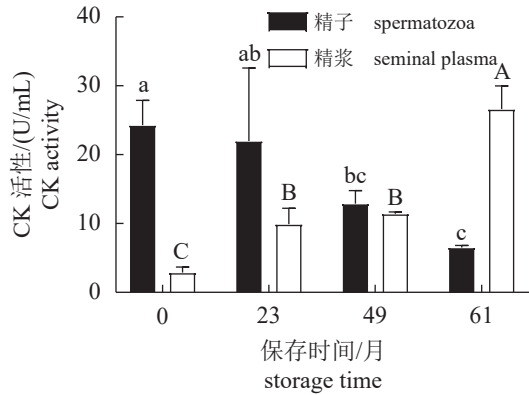 精子 spermatozoa
精浆 seminal plasma
CK 活性/(U/mL)
CK activity
40
30
20
10
0
a
C
ab
B
bc
B
c
A
0 23 49 61
保存时间/月
storage time